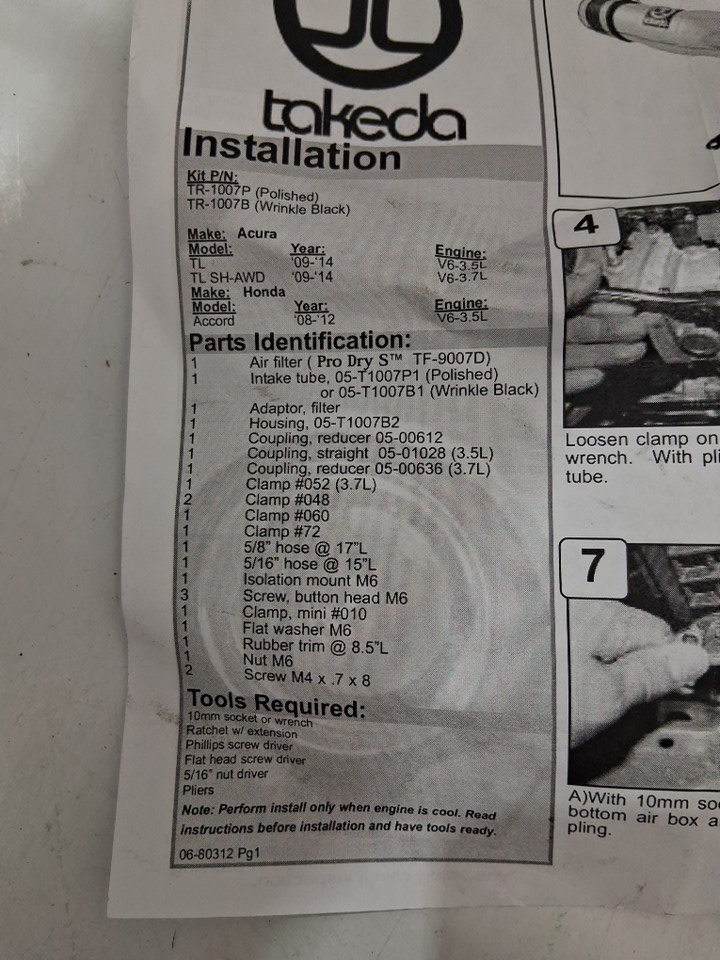 takeda
Installation
Kit P/N:
TR-1007P (Polished)
TR-1007B (Wrinkle Black)
Make: Acura
Model: Year: Engine:
TL '09-'14 V6-3.5L
TL SH-AWD '09-'14 V6-3.7L
Make: Honda
Model: Year: Engine:
Accord '08-'12 V6-3.5L
Parts Identification:
1 Air filter ( Pro Dry S™ TF-9007D)
1 Intake tube, 05-T1007P1 (Polished)
or 05-T1007B1 (Wrinkle Black)
1 Adaptor, filter
1 Housing, 05-T1007B2
1 Coupling, reducer 05-00612
1 Coupling, straight 05-01028 (3.5L)
1 Coupling, reducer 05-00636 (3.7L)
1 Clamp #052 (3.7L)
2 Clamp #048
1 Clamp #060
1 Clamp #72
1 5/8" hose @ 17"L
1 5/16" hose @ 15"L
1 Isolation mount M6
3 Screw, button head M6
1 Clamp, mini #010
1 Flat washer M6
1 Rubber trim @ 8.5"L
1 Nut M6
2 Screw M4 x .7 x 8
Tools Required:
10mm socket or wrench
Ratchet w/ extension
Phillips screw driver
Flat head screw driver
5/16" nut driver
Pliers
Note: Perform install only when engine is cool. Read
instructions before installation and have tools ready.
06-80312 Pg1
4
Loosen clamp on
wrench. With pli
tube.
7
A)With 10mm so
bottom air box a
pling.